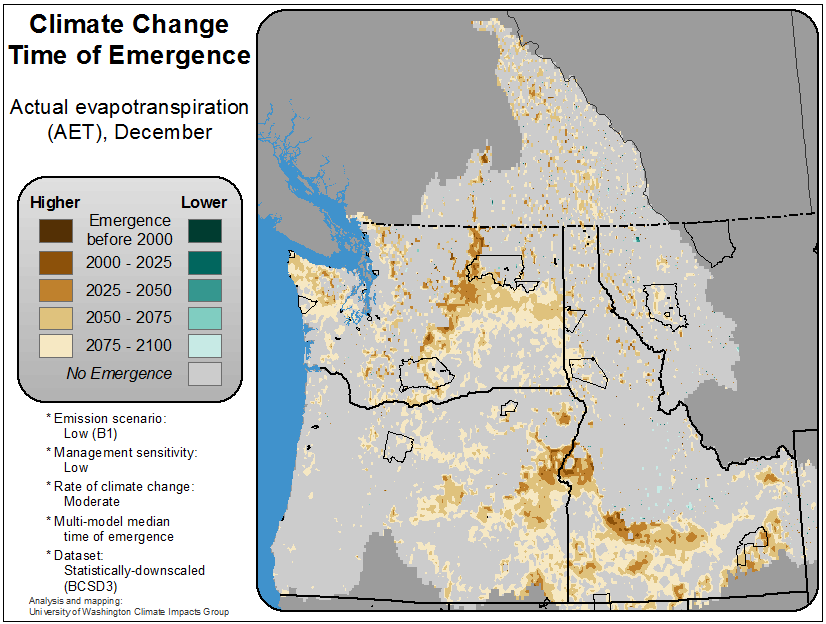 Climate Change
Time of Emergence
Actual evapotranspiration
(AET), December
Higher
Lower
Emergence
before 2000
2000 - 2025
2025 - 2050
2050 - 2075
2075 - 2100
No Emergence
* Emission scenario:
Low (B1)
* Management sensitivity:
Low
* Rate of climate change:
Moderate
* Multi-model median
time of emergence
* Dataset:
Statistically-downscaled
(BCSD3)
Analysis and mapping:
University of Washington Climate Impacts Group